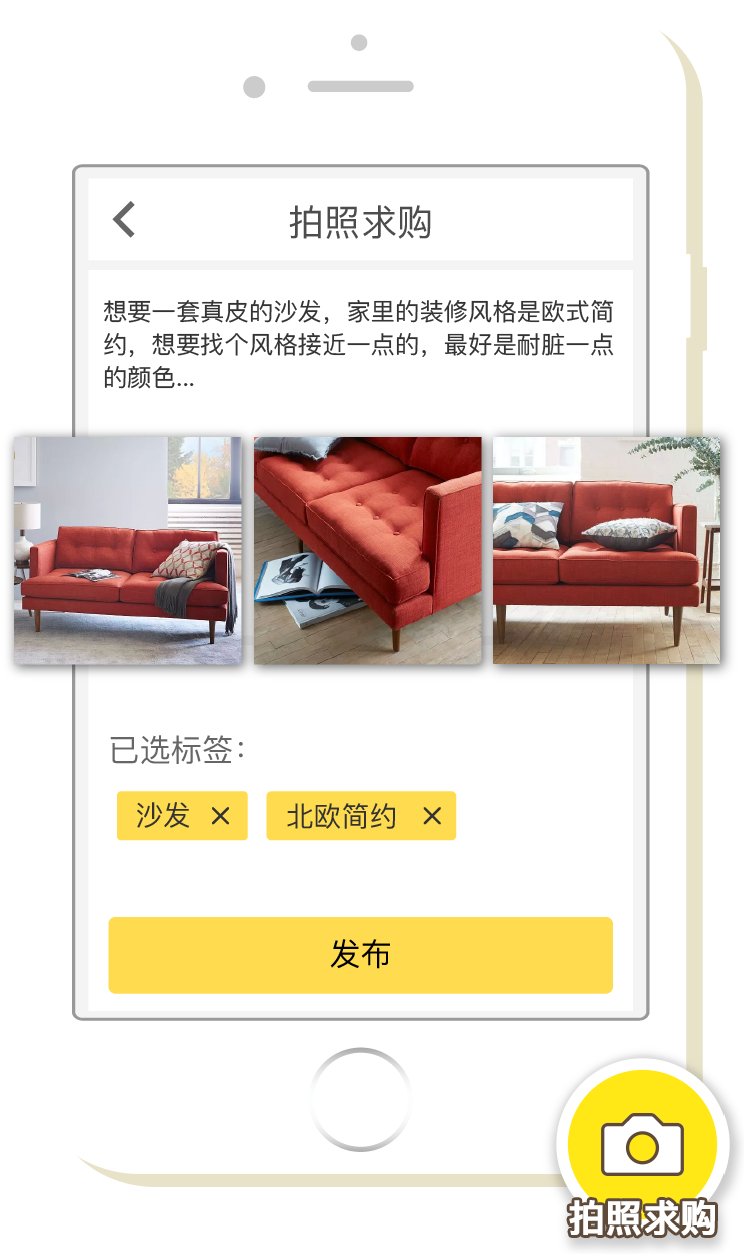 拍照求购
想要一套真皮的沙发，家里的装修风格是欧式简
约，想要找个风格接近一点的，最好是耐脏一点
的颜色...
已选标签：
沙发 ×
北欧简约 ×
发布
拍照求购